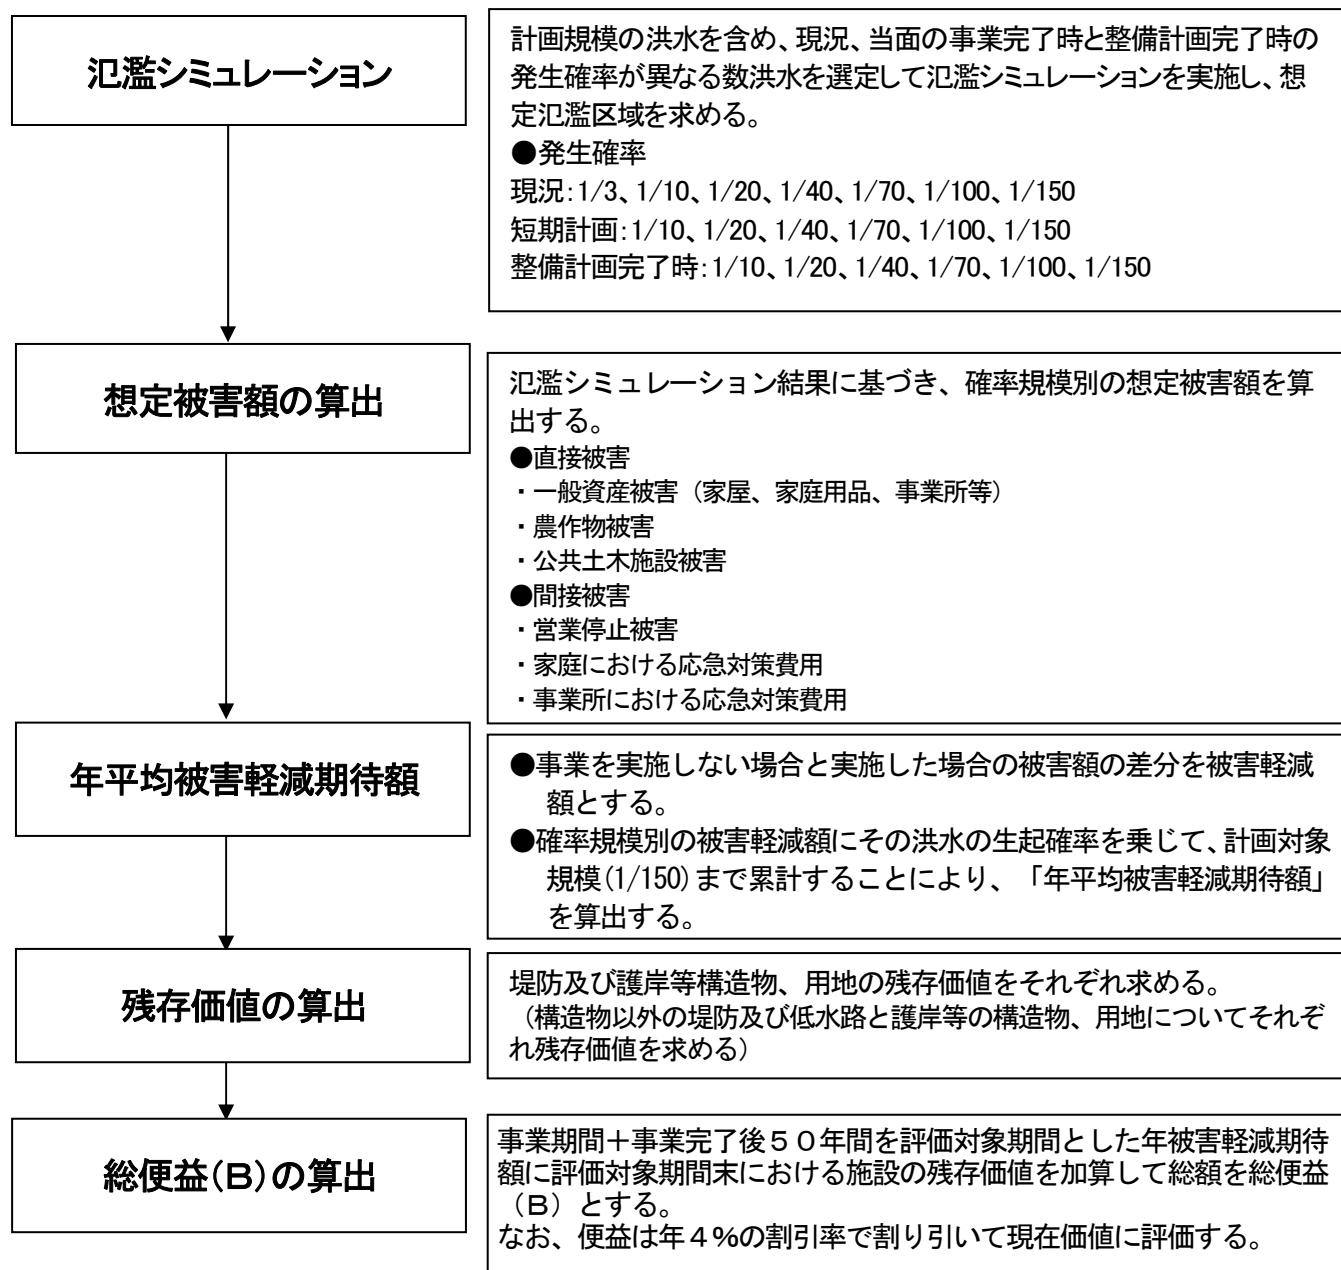 氾濫シミュレーション
計画規模の洪水を含め、現況、当面の事業完了時と整備計画完了時の
発生確率が異なる数洪水を選定して氾濫シミュレーションを実施し、想
定氾濫区域を求める。
●発生確率
現況:1/3、1/10、1/20、1/40、1/70、1/100、1/150
短期計画:1/10、1/20、1/40、1/70、1/100、1/150
整備計画完了時:1/10、1/20、1/40、1/70、1/100、1/150
想定被害額の算出
氾濫シミュレーション結果に基づき、確率規模別の想定被害額を算
出する。
●直接被害
・一般資産被害（家屋、家庭用品、事業所等）
・農作物被害
・公共土木施設被害
●間接被害
・営業停止被害
・家庭における応急対策費用
・事業所における応急対策費用
年平均被害軽減期待額
●事業を実施しない場合と実施した場合の被害額の差分を被害軽減
額とする。
●確率規模別の被害軽減額にその洪水の生起確率を乗じて、計画対象
規模(1/150)まで累計することにより、「年平均被害軽減期待額」
を算出する。
残存価値の算出
堤防及び護岸等構造物、用地の残存価値をそれぞれ求める。
（構造物以外の堤防及び低水路と護岸等の構造物、用地についてそれぞ
れ残存価値を求める）
総便益(B)の算出
事業期間＋事業完了後５０年間を評価対象期間とした年被害軽減期待
額に評価対象期間末における施設の残存価値を加算して総額を総便益
（Ｂ）とする。
なお、便益は年４％の割引率で割り引いて現在価値に評価する。